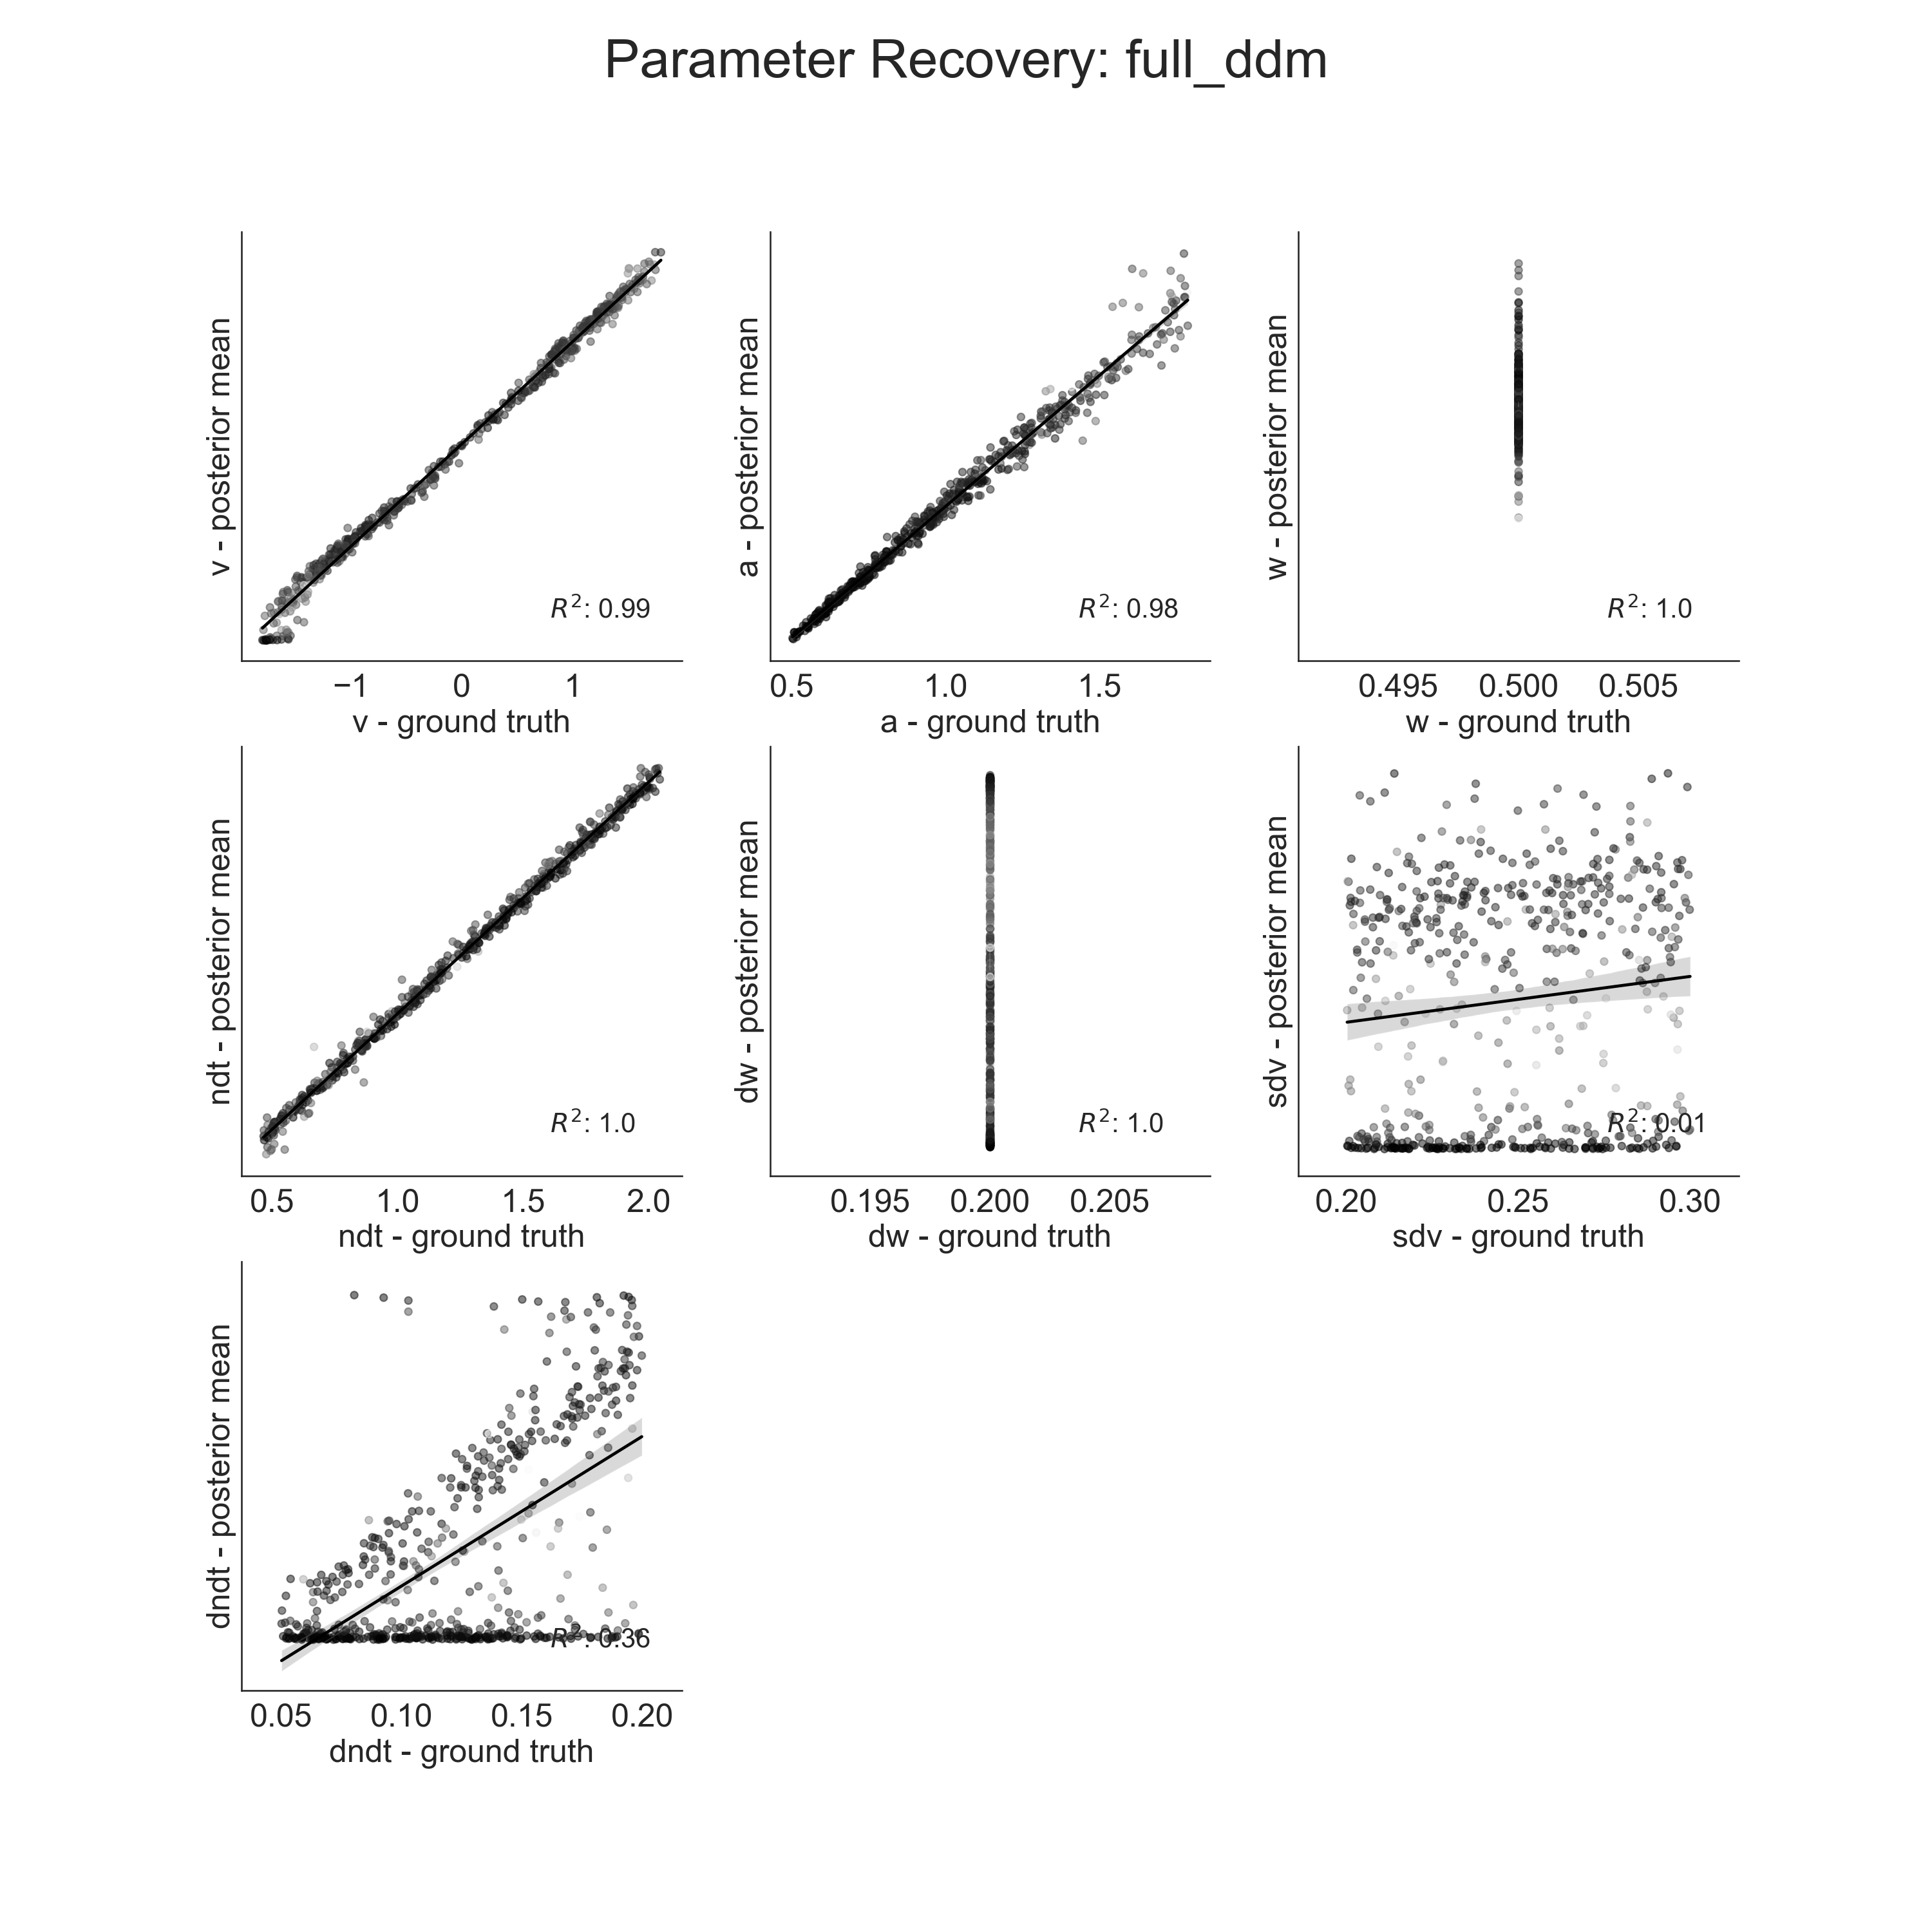 Parameter Recovery: full_ddm
v - posterior mean
R²: 0.99
−1 0 1
v - ground truth
a - posterior mean
R²: 0.98
0.5 1.0 1.5
a - ground truth
w - posterior mean
R²: 1.0
0.495 0.500 0.505
w - ground truth
ndt - posterior mean
R²: 1.0
0.5 1.0 1.5 2.0
ndt - ground truth
dw - posterior mean
R²: 1.0
0.195 0.200 0.205
dw - ground truth
sdv - posterior mean
R²: 0.01
0.20 0.25 0.30
sdv - ground truth
dndt - posterior mean
R²: 0.36
0.05 0.10 0.15 0.20
dndt - ground truth